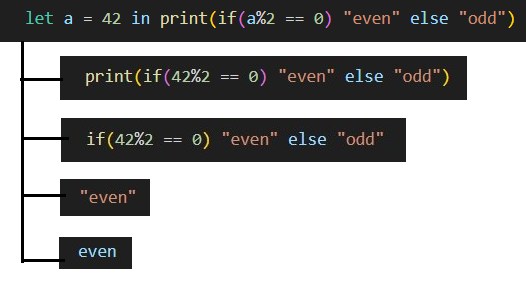 let a = 42 in print(if(a%2 == 0) "even" else "odd")
print(if(42%2 == 0) "even" else "odd")
if(42%2 == 0) "even" else "odd"
"even"
even